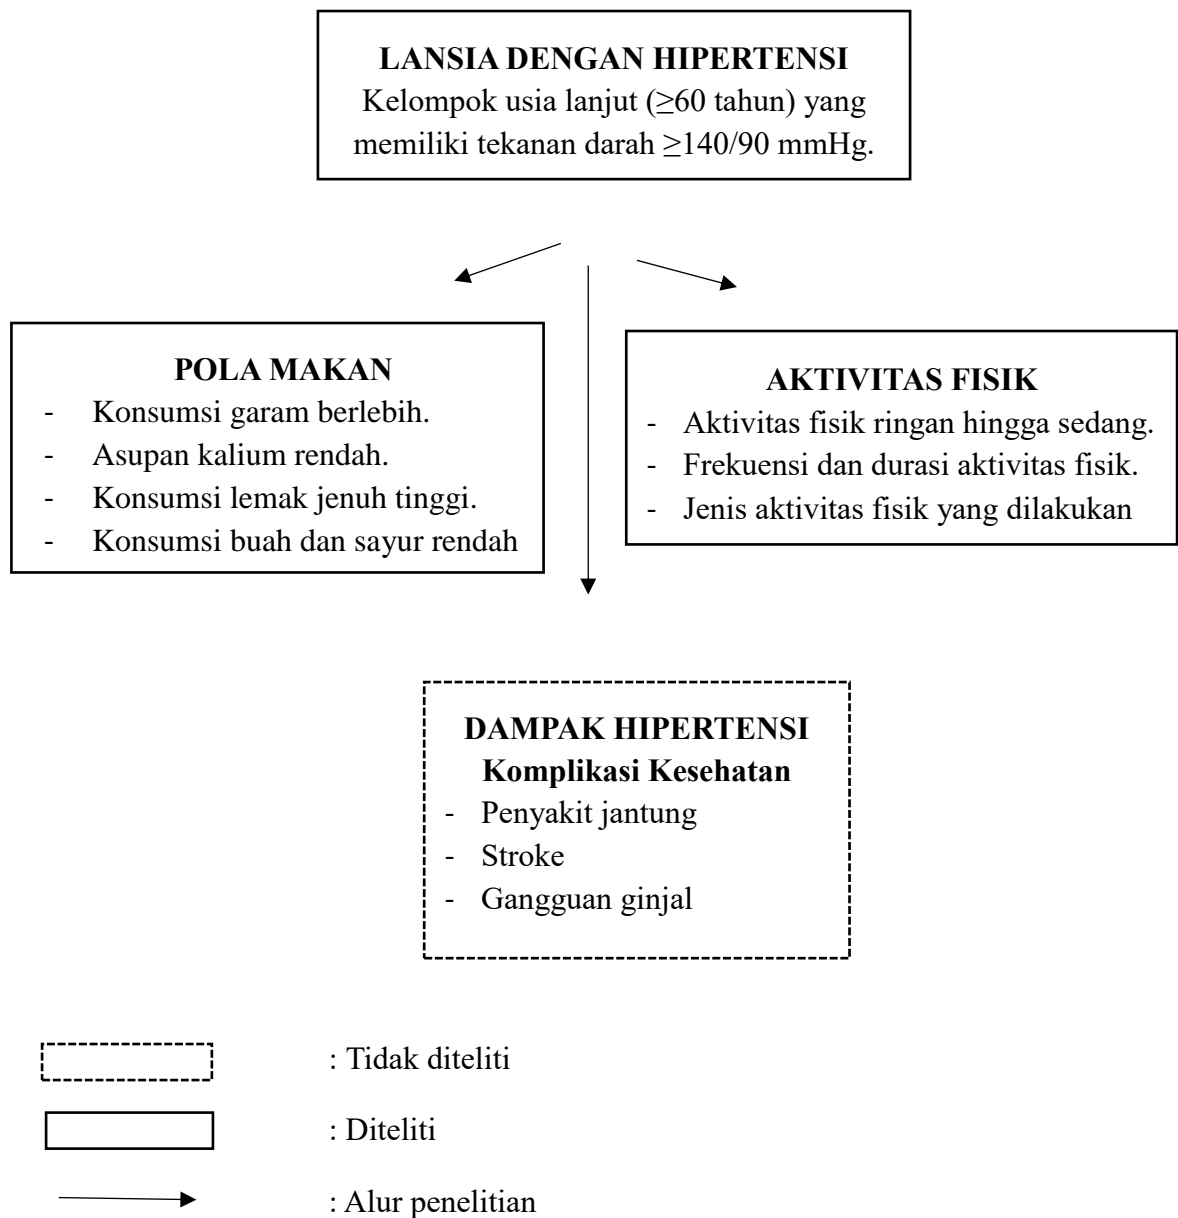 LANSIA DENGAN HIPERTENSI
Kelompok usia lanjut (≥60 tahun) yang
memiliki tekanan darah ≥140/90 mmHg.
POLA MAKAN
- Konsumsi garam berlebih.
- Asupan kalium rendah.
- Konsumsi lemak jenuh tinggi.
- Konsumsi buah dan sayur rendah
AKTIVITAS FISIK
- Aktivitas fisik ringan hingga sedang.
- Frekuensi dan durasi aktivitas fisik.
- Jenis aktivitas fisik yang dilakukan
DAMPAK HIPERTENSI
Komplikasi Kesehatan
- Penyakit jantung
- Stroke
- Gangguan ginjal
: Tidak diteliti
: Diteliti
: Alur penelitian